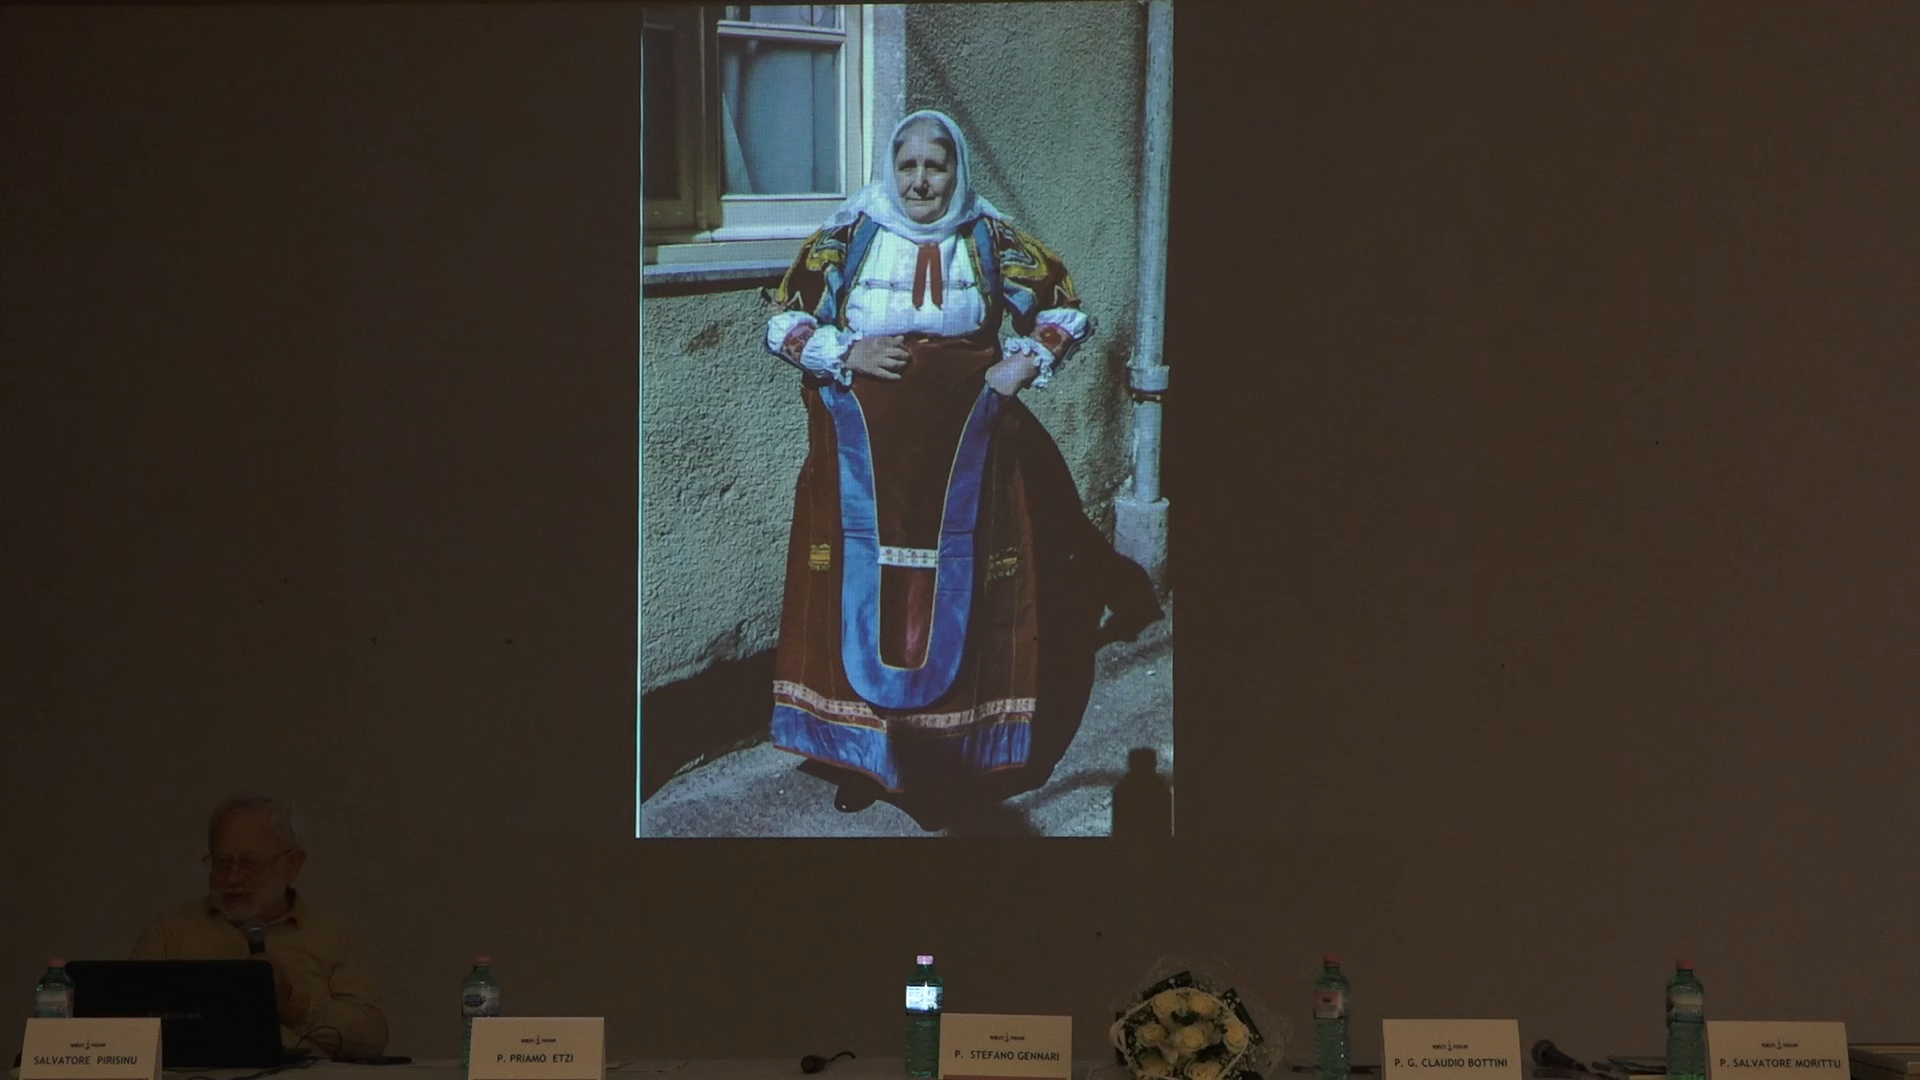 SALVATORE PIRISINU
P. PRIAMO ETZI
P. STEFANO GENNARI
P. G. CLAUDIO BOTTINI
P. SALVATORE MORITTU